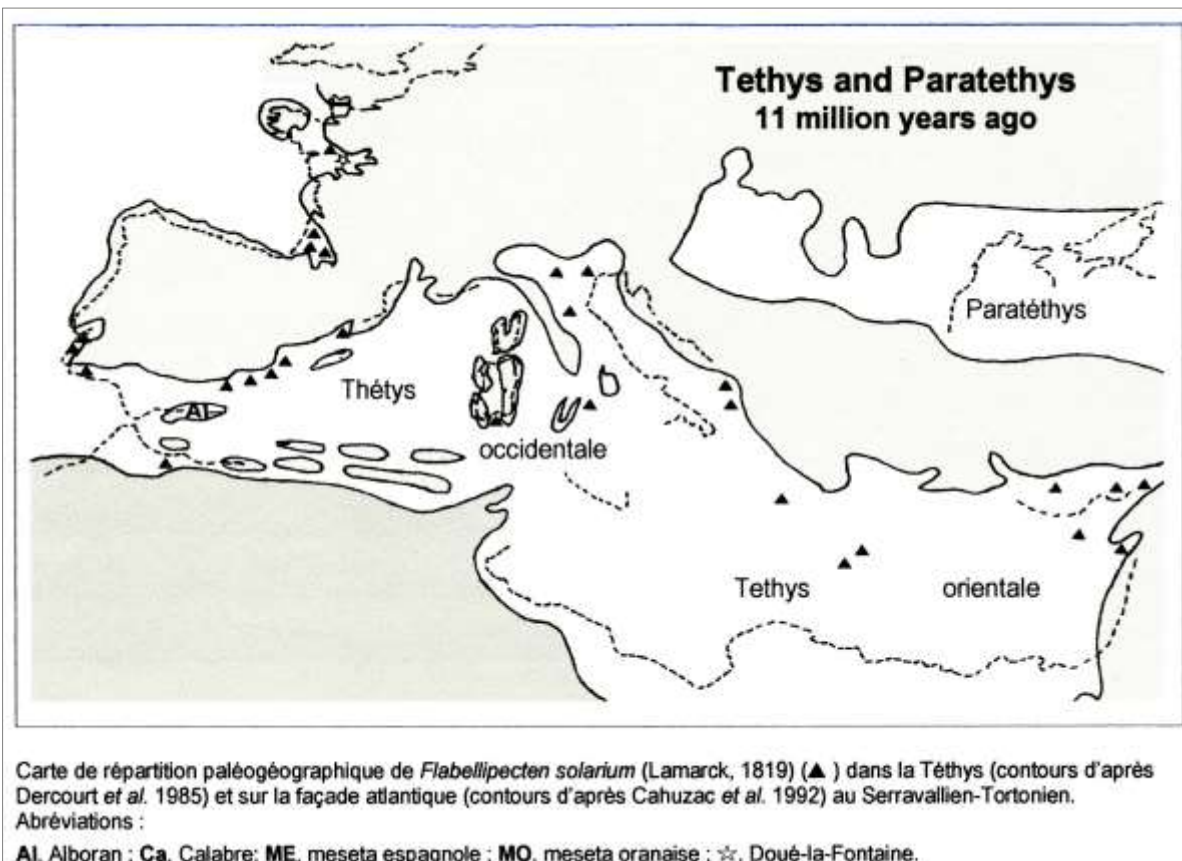 Tethys and Paratethys
11 million years ago
Paratéthys
Thétys
Al
occidentale
Tethys orientale
Carte de répartition paléogéographique de Flabellipecten solarium (Lamarck, 1819) (▲ ) dans la Téthys (contours d'après
Dercourt et al. 1985) et sur la façade atlantique (contours d'après Cahuzac et al. 1992) au Serravallien-Tortonien.
Abréviations :
Al, Alboran ; Ca, Calabre; ME, meseta espagnole ; MO, meseta oranaise ; ☆, Doué-la-Fontaine.